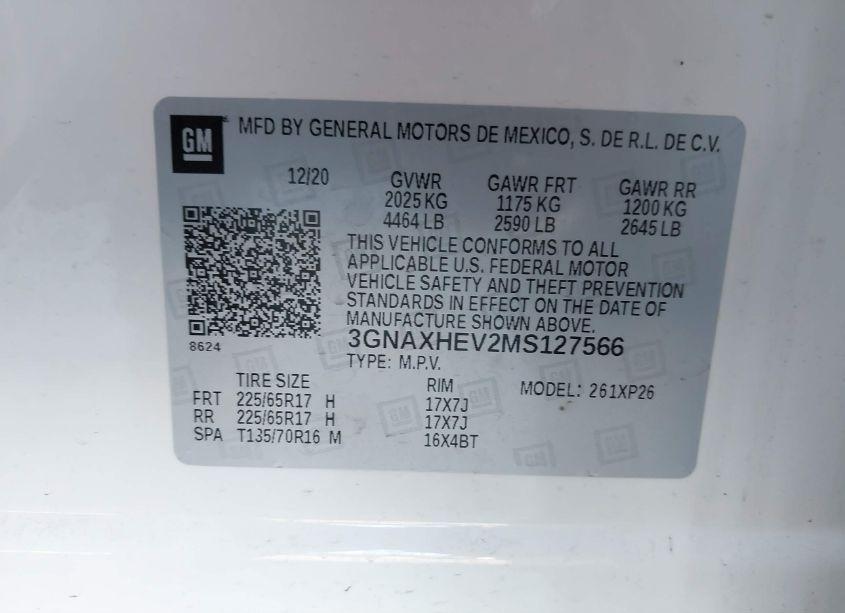 GM MFD BY GENERAL MOTORS DE MEXICO, S. DE R.L. DE C.V.
12/20 GVWR GAWR FRT GAWR RR
2025 KG 1175 KG 1200 KG
4464 LB 2590 LB 2645 LB
THIS VEHICLE CONFORMS TO ALL
APPLICABLE U.S. FEDERAL MOTOR
VEHICLE SAFETY AND THEFT PREVENTION
STANDARDS IN EFFECT ON THE DATE OF
MANUFACTURE SHOWN ABOVE.
8624 3GNAXHEV2MS127566
TYPE: M.P.V.
TIRE SIZE RIM MODEL: 261XP26
FRT 225/65R17 H 17X7J
RR 225/65R17 H 17X7J
SPA T135/70R16 M 16X4BT